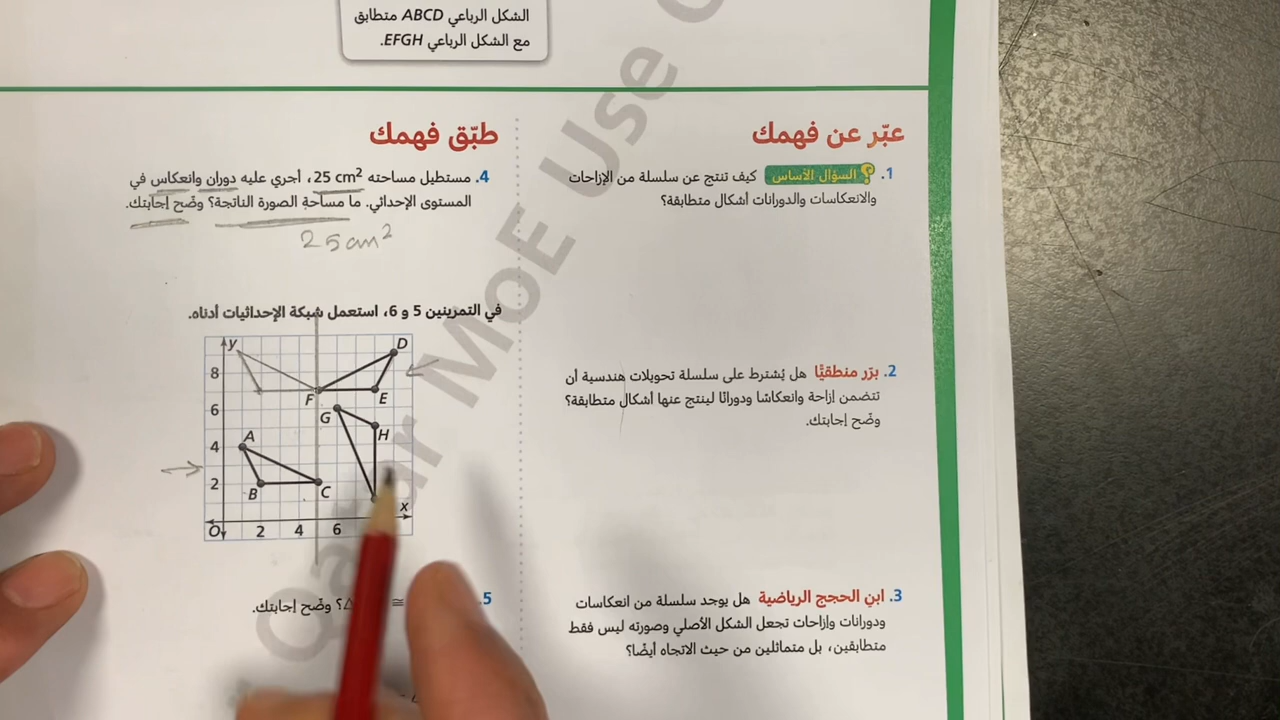 الشكل الرباعي ABCD متطابق
مع الشكل الرباعي EFGH.
عبّر عن فهمك
1. السؤال الأساس كيف تنتج عن سلسلة من الإزاحات
والانعكاسات والدورانات أشكال متطابقة؟
2. برّر منطقيًّا هل يُشترط على سلسلة تحويلات هندسية أن
تتضمن إزاحة وانعكاسًا ودورانًا لينتج عنها أشكال متطابقة؟
وضّح إجابتك.
3. ابنِ الحجج الرياضية هل يوجد سلسلة من انعكاسات
ودورانات وإزاحات تجعل الشكل الأصلي وصورته ليس فقط
متطابقين، بل متماثلين من حيث الاتجاه أيضًا؟
طبّق فهمك
4. مستطيل مساحته 25 cm²، أجري عليه دوران وانعكاس في
المستوى الإحداثي. ما مساحة الصورة الناتجة؟ وضّح إجابتك.
25 cm²
في التمرينين 5 و 6، استعمل شبكة الإحداثيات أدناه.
y
D
8
F
E
6
G
A
H
4
2
B
C
x
O
2
4
6
5.
≅ △؟ وضّح إجابتك.
Qatar MoE Use O